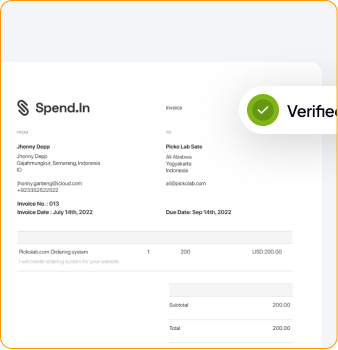 Spend.In
Invoice
Verified
FROM
TO
Jhonny Depp
Picko Lab Sate
Jhonny Depp
Gajahmungkur, Semarang, Indonesia
ID
Ali Ababwa
Yogyakarta
Indonesia
jhonny.ganteng@icloud.com
+923352522522
ali@pickolab.com
Invoice No. : 013
Invoice Date : July 14th, 2022
Due Date: Sep 14th, 2022
Pickolab.com Ordering system 1 200 USD 200.00
I will create ordering system for your website
Subtotal 200.00
Total 200.00